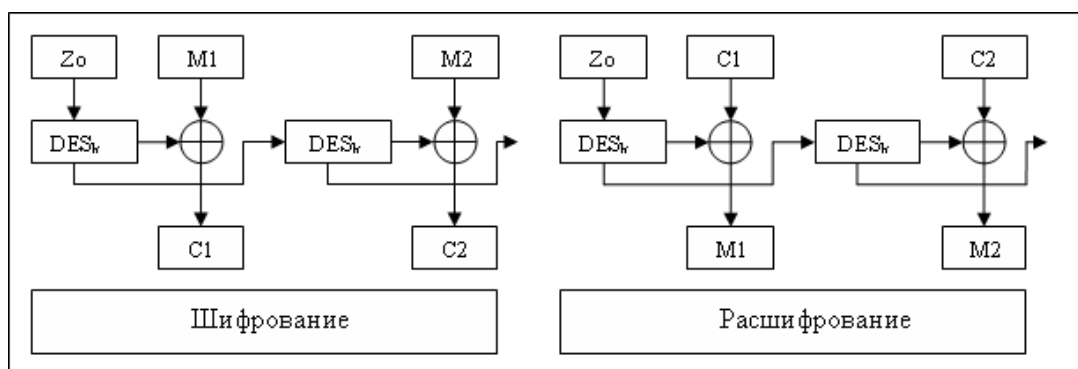 Zo M1 M2 Zo C1 C2
DESk DESk DESk DESk
C1 C2 M1 M2
Шифрование Расшифрование